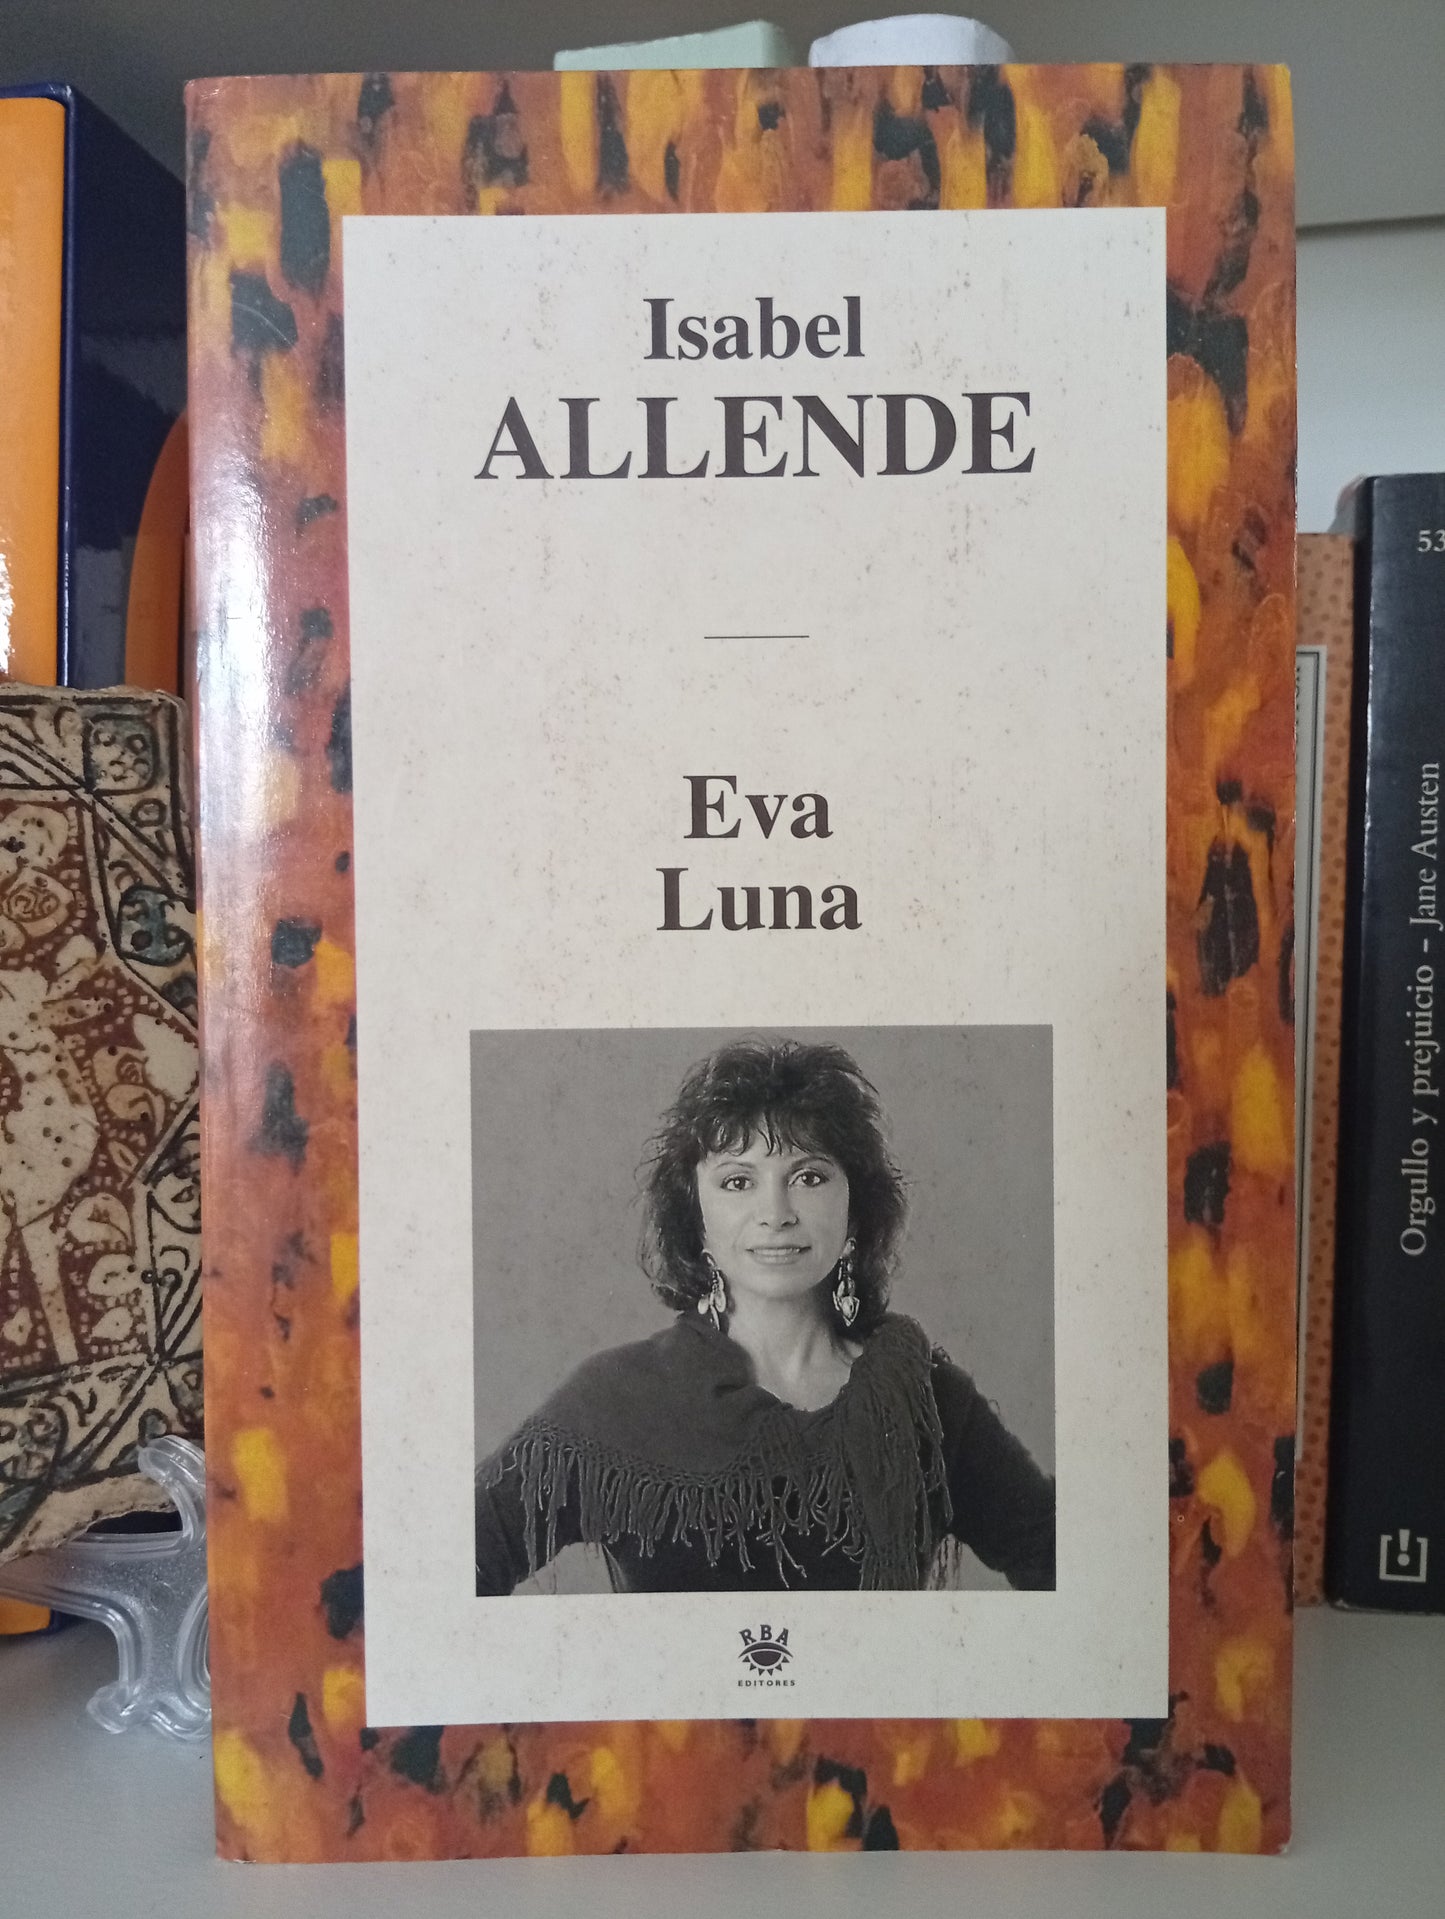 Isabel
ALLENDE
Eva
Luna
RBA
EDITORES
53
Orgullo y prejuicio - Jane Austen